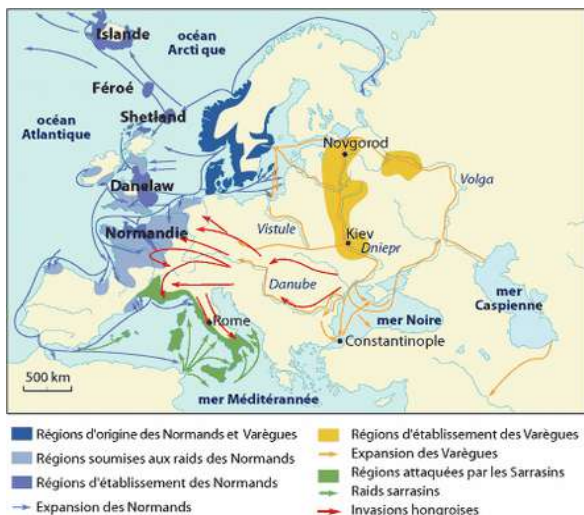 Islande
océan
Arctique
Féroé
océan
Atlantique
Shetland
Novgorod
Danelaw
Volga
Normandie
Vistule
Kiev
Dniepr
Danube
mer
Caspienne
mer Noire
Rome
Constantinople
500 km
mer Méditérannée
Régions d'origine des Normands et Varègues
Régions soumises aux raids des Normands
Régions d'établissement des Normands
Expansion des Normands
Régions d'établissement des Varègues
Expansion des Varègues
Régions attaquées par les Sarrasins
Raids sarrasins
Invasions hongroises